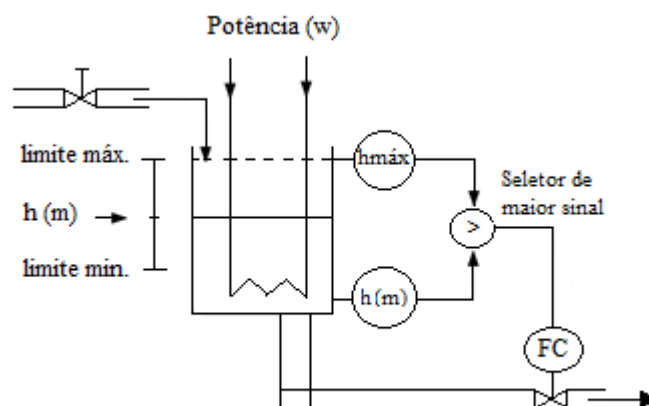 Potência (w)
limite máx.
hmáx
Seletor de
maior sinal
h (m)
>
limite min.
h(m)
FC